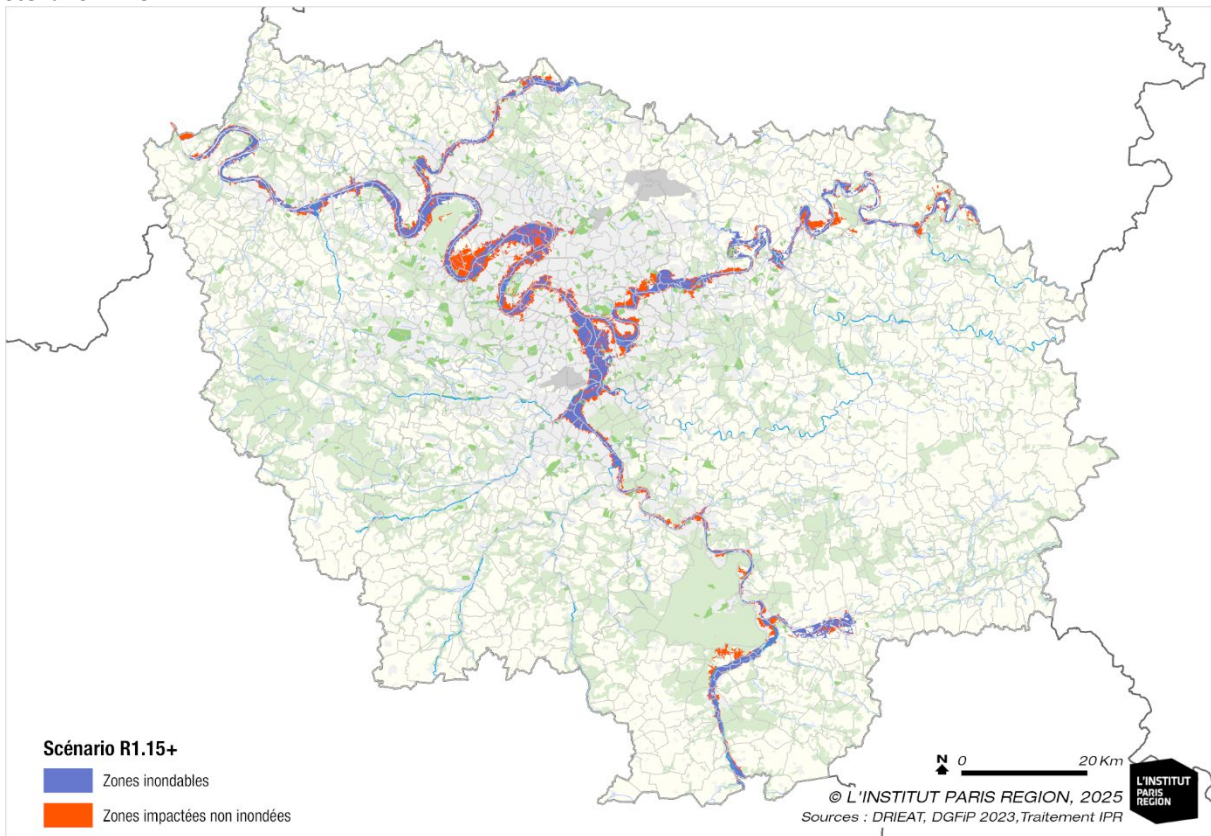 Scénario R1.15+
Zones inondables
Zones impactées non inondées
N 0 20 Km
© L'INSTITUT PARIS REGION, 2025
Sources : DRIEAT, DGFiP 2023,Traitement IPR
L'INSTITUT
PARIS
REGION